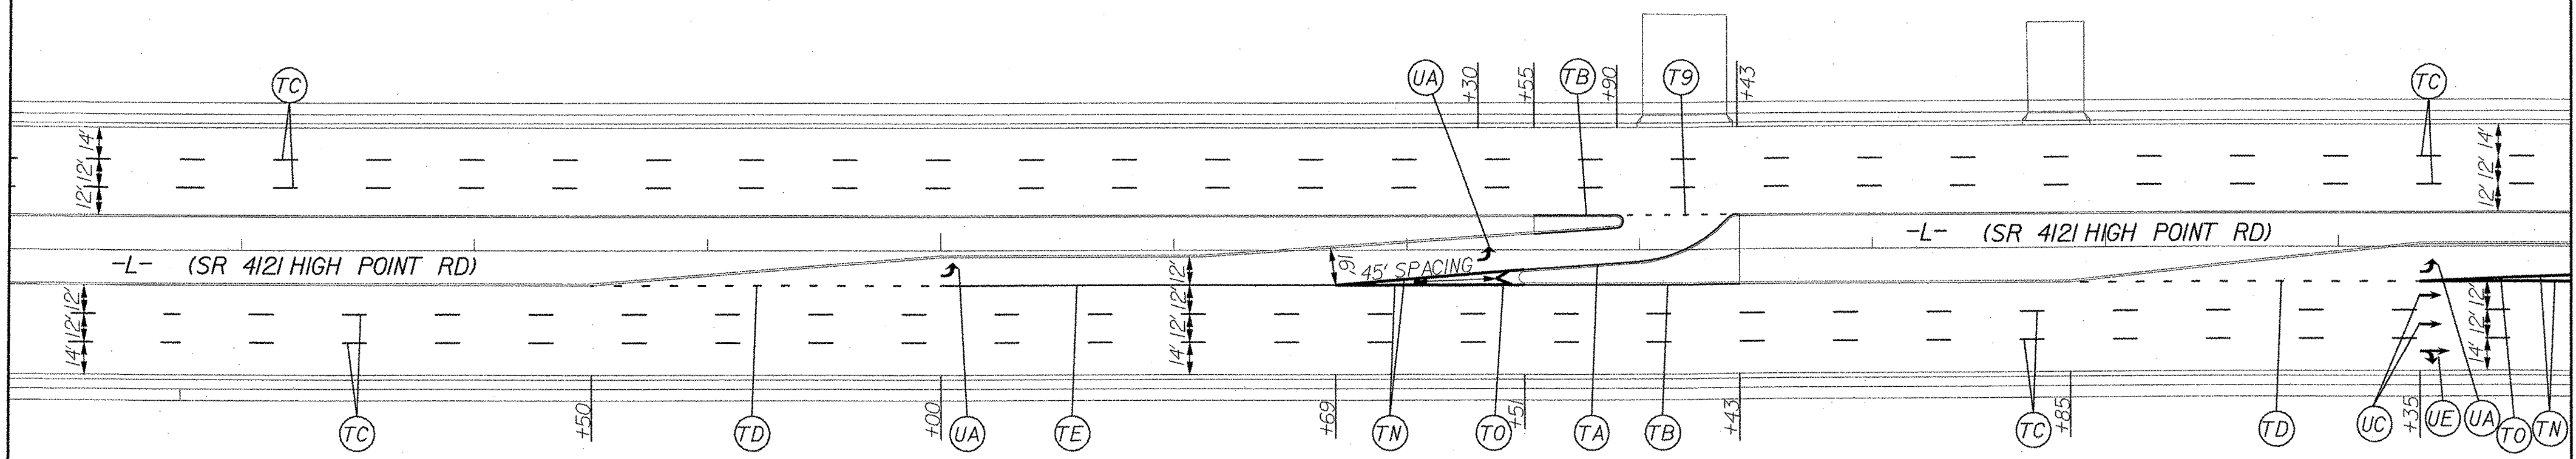 TC
UA
+30
+55
TB
+90
T9
+43
TC
14'
12'
12'
14'
12'
12'
-L- (SR 4121 HIGH POINT RD)
-L- (SR 4121 HIGH POINT RD)
16'
45' SPACING
12'
12'
12'
14'
12'
12'
14'
12'
12'
14'
+50
+00
+69
+51
+43
+85
+35
TC
TD
UA
TE
TN
TO
TA
TB
TC
TD
UC
UE
UA
TO
TN